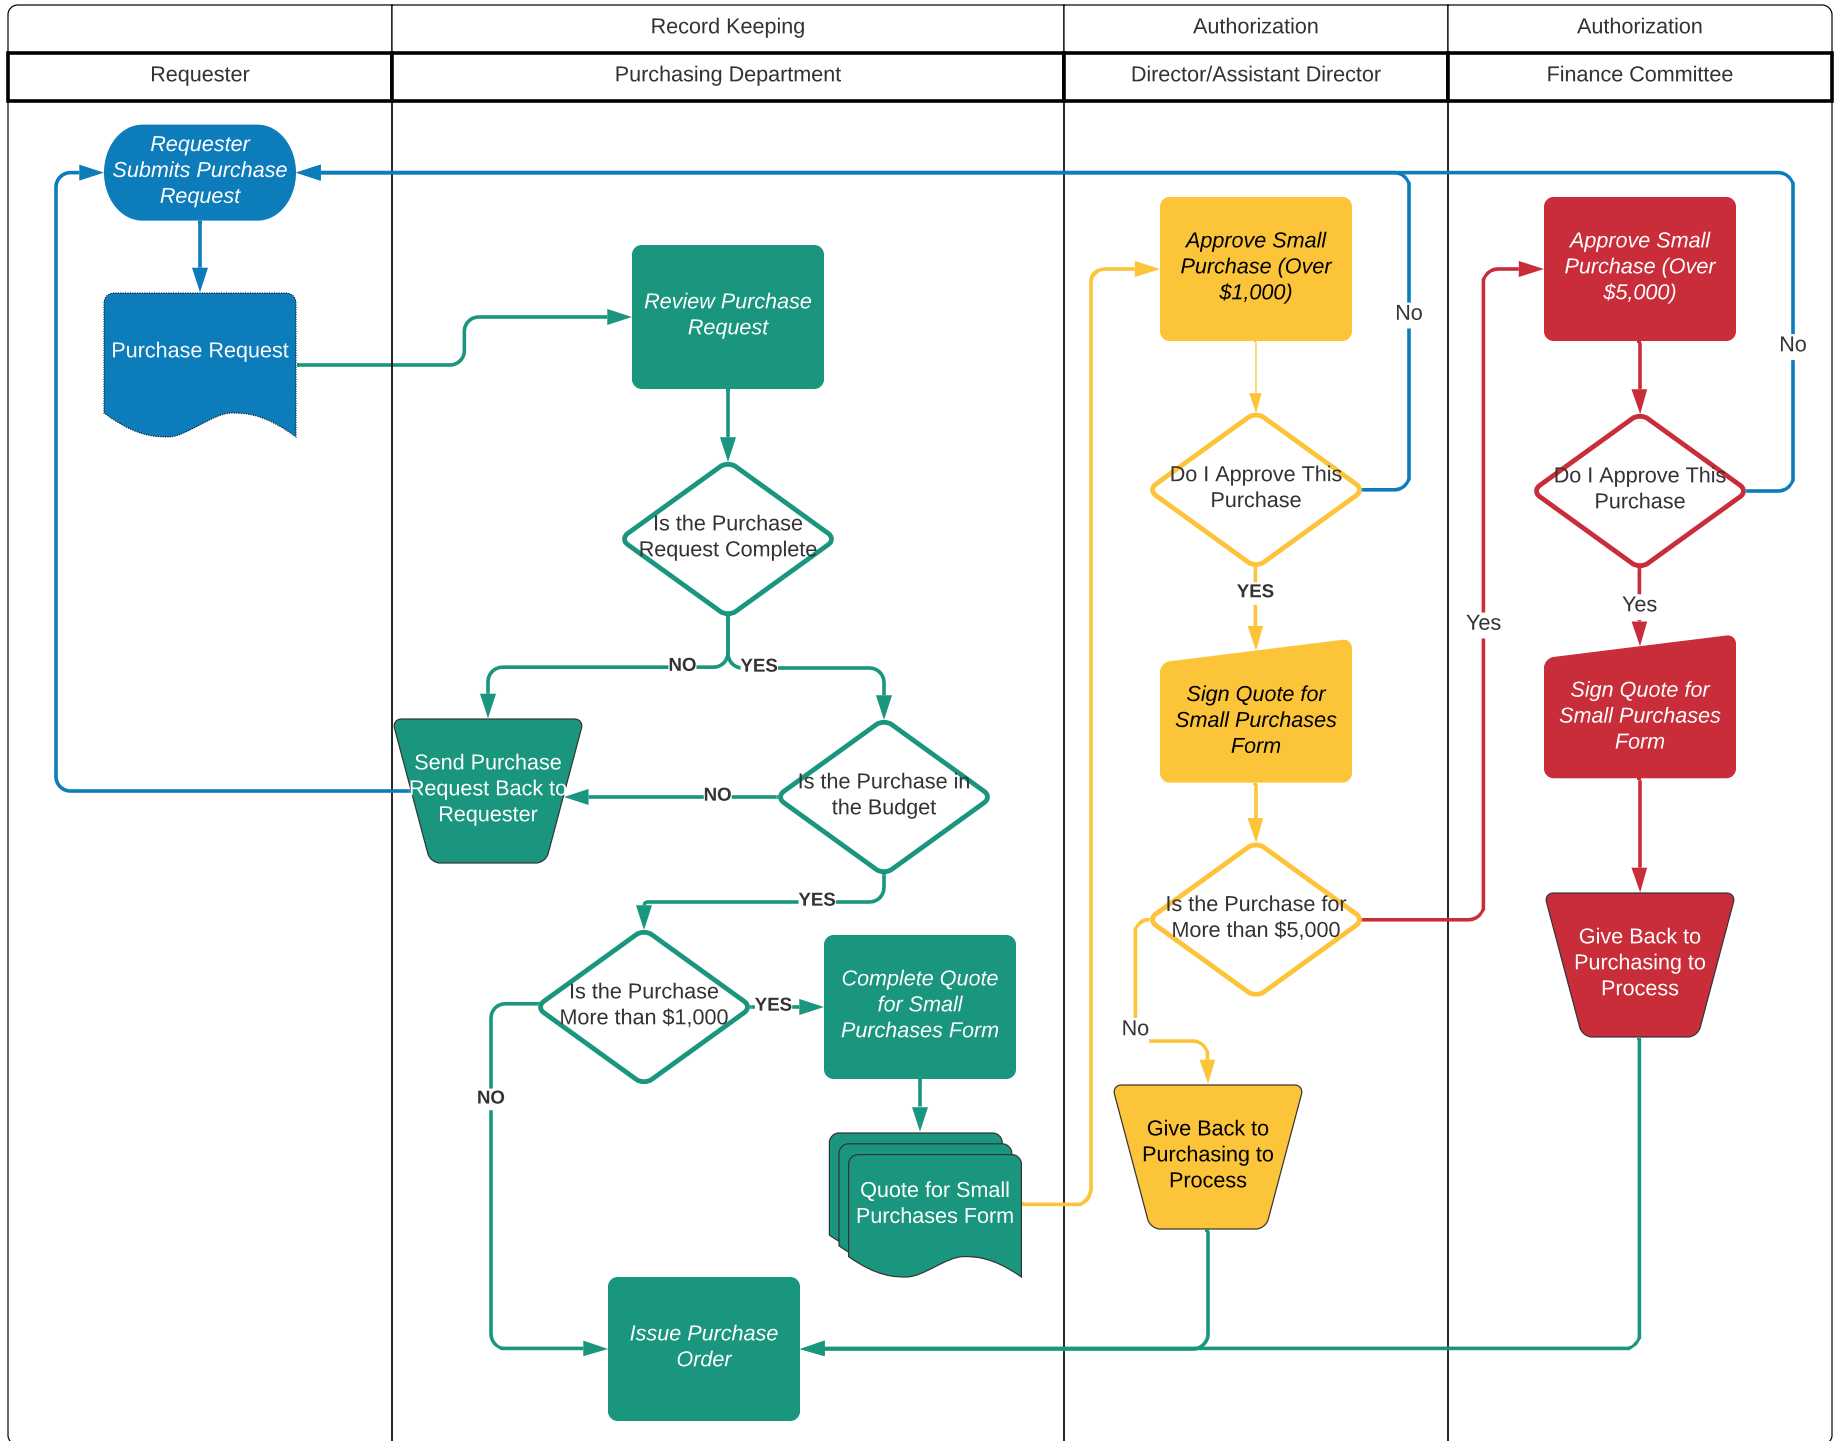 Record Keeping
Authorization
Authorization
Requester
Purchasing Department
Director/Assistant Director
Finance Committee
Requester
Submits Purchase
Request
Purchase Request
Review Purchase
Request
Is the Purchase
Request Complete
NO
YES
Send Purchase
Request Back to
Requester
NO
Is the Purchase in
the Budget
YES
Is the Purchase
More than $1,000
YES
NO
Complete Quote
for Small
Purchases Form
Quote for Small
Purchases Form
Issue Purchase
Order
Approve Small
Purchase (Over
$1,000)
No
Do I Approve This
Purchase
YES
Sign Quote for
Small Purchases
Form
Is the Purchase for
More than $5,000
Yes
No
Give Back to
Purchasing to
Process
Approve Small
Purchase (Over
$5,000)
No
Do I Approve This
Purchase
Yes
Sign Quote for
Small Purchases
Form
Give Back to
Purchasing to
Process